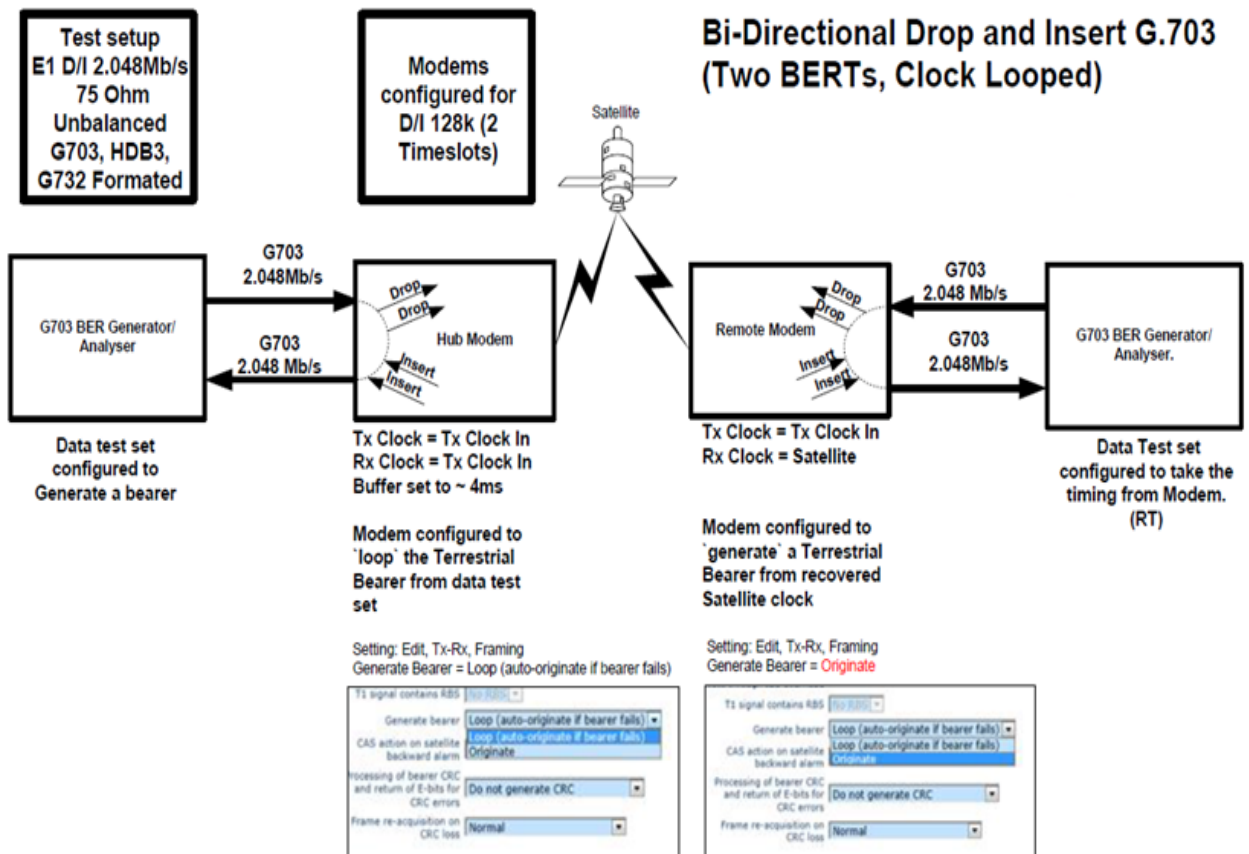 Test setup
E1 D/I 2.048Mb/s
75 Ohm
Unbalanced
G703, HDB3,
G732 Formated
Modems
configured for
D/I 128k (2
Timeslots)
Bi-Directional Drop and Insert G.703
(Two BERTs, Clock Looped)
Satellite
G703 BER Generator/
Analyser
G703
2.048Mb/s
G703
2.048 Mb/s
Drop
Drop
Hub Modem
Insert
Insert
Drop
Drop
Remote Modem
Insert
Insert
G703
2.048 Mb/s
G703
2.048Mb/s
G703 BER Generator/
Analyser.
Data test set
configured to
Generate a bearer
Tx Clock = Tx Clock In
Rx Clock = Tx Clock In
Buffer set to ~ 4ms
Modem configured to
`loop` the Terrestrial
Bearer from data test
set
Tx Clock = Tx Clock In
Rx Clock = Satellite
Modem configured to
`generate` a Terrestrial
Bearer from recovered
Satellite clock
Data Test set
configured to take the
timing from Modem.
(RT)
Setting: Edit, Tx-Rx, Framing
Generate Bearer = Loop (auto-originate if bearer fails)
T1 signal contains RBS No RBS
Generate bearer Loop (auto-originate if bearer fails)
Loop (auto-originate if bearer fails)
Originate
CAS action on satellite
backward alarm
rocessing of bearer CRC
and return of E-bits for
CRC errors
Do not generate CRC
Frame re-acquisition on
CRC loss
Normal
Setting: Edit, Tx-Rx, Framing
Generate Bearer = Originate
T1 signal contains RBS No RBS
Generate bearer Loop (auto-originate if bearer fails)
Loop (auto-originate if bearer fails)
Originate
CAS action on satellite
backward alarm
Processing of bearer CRC
and return of E-bits for
CRC errors
Do not generate CRC
Frame re-acquisition on
CRC loss
Normal